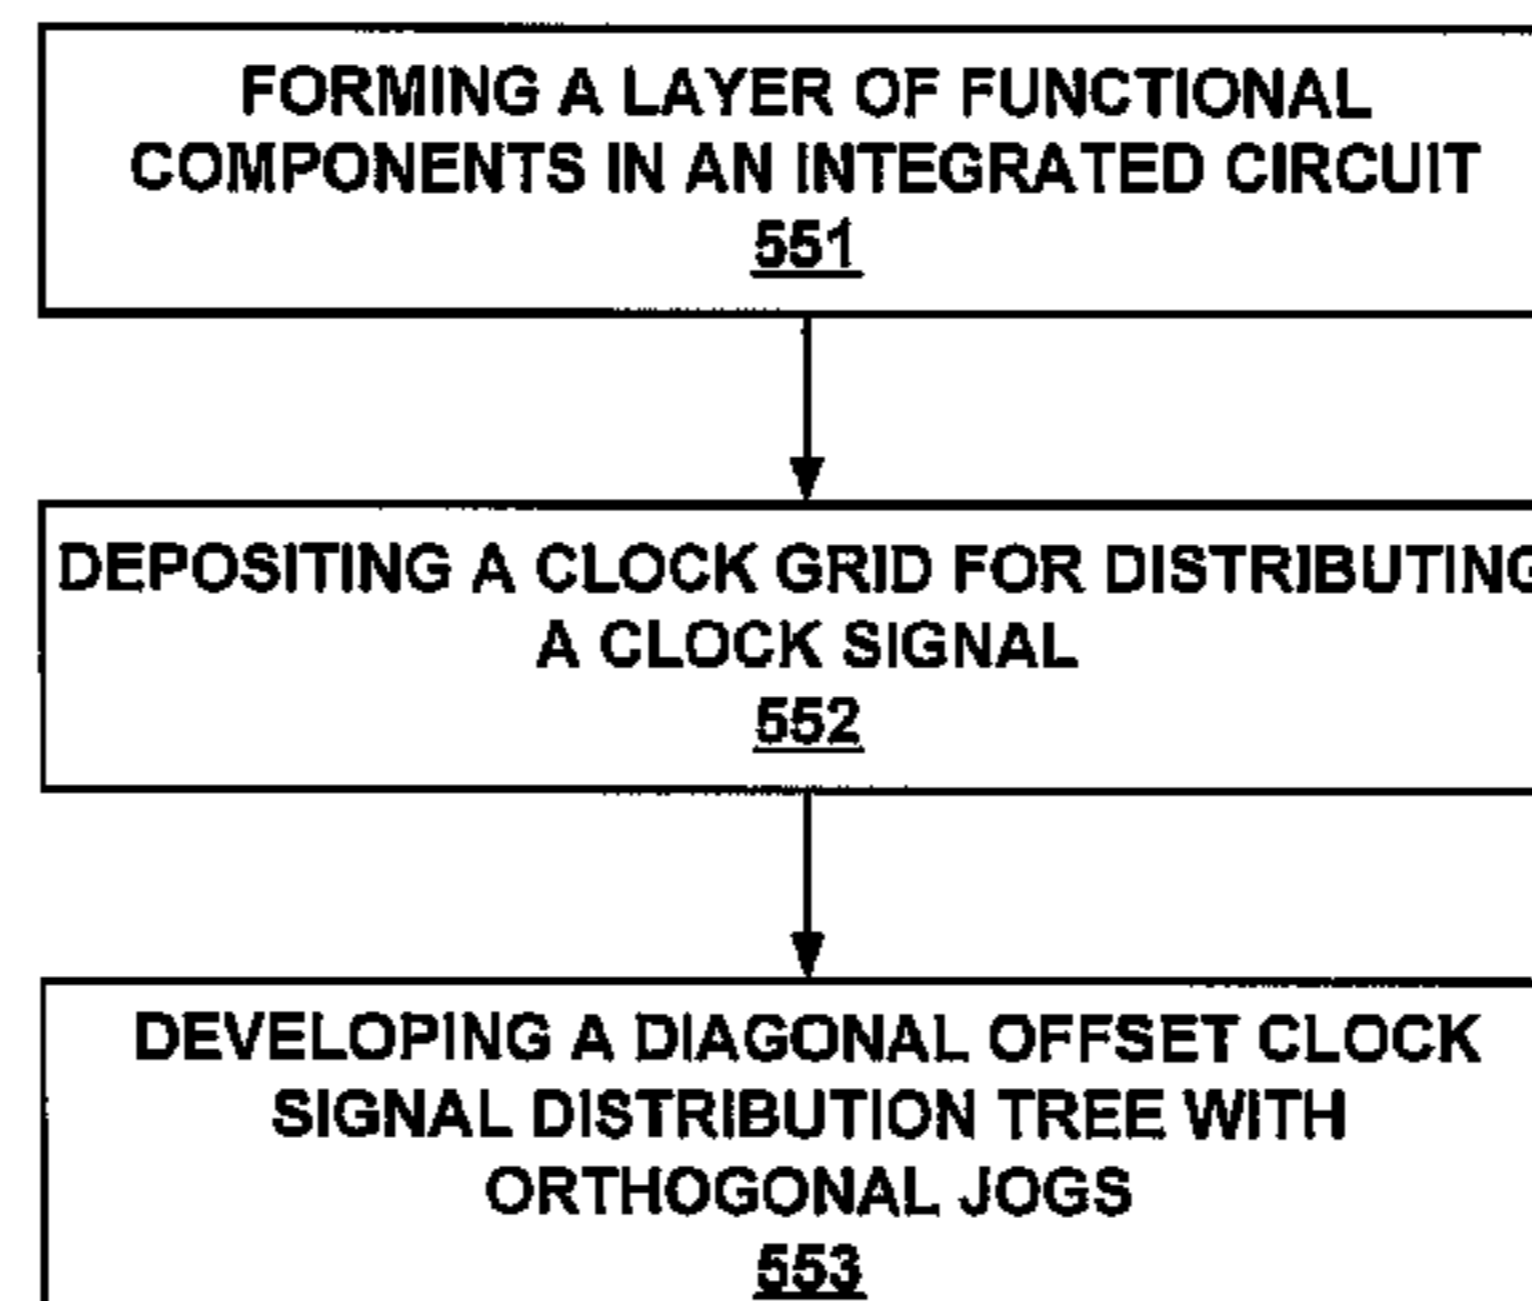 FORMING A LAYER OF FUNCTIONAL
COMPONENTS IN AN INTEGRATED CIRCUIT
551
DEPOSITING A CLOCK GRID FOR DISTRIBUTING
A CLOCK SIGNAL
552
DEVELOPING A DIAGONAL OFFSET CLOCK
SIGNAL DISTRIBUTION TREE WITH
ORTHOGONAL JOGS
553